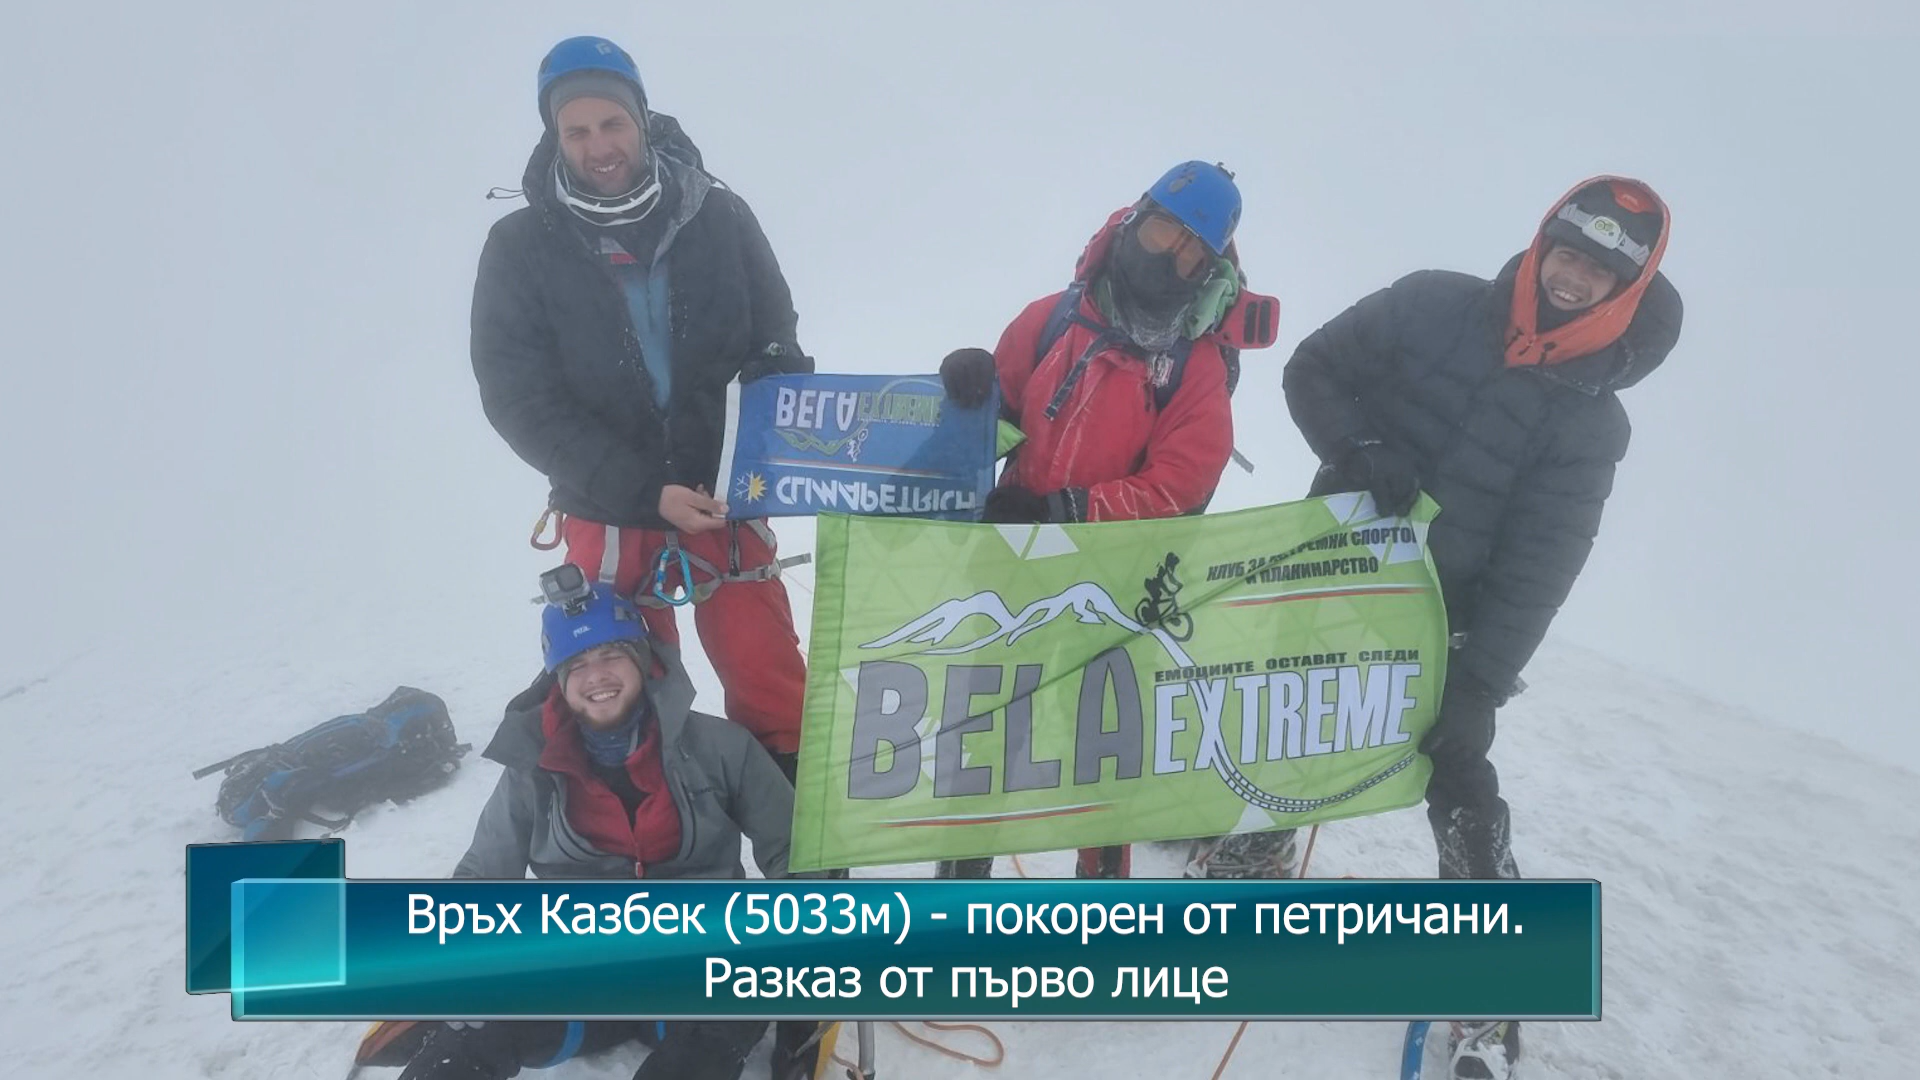 BELA EXTREME
CLIMAPETRICH
КЛУБ ЗА ЕКСТРЕМНИ СПОРТОВЕ
И ПЛАНИНАРСТВО
ЕМОЦИИТЕ ОСТАВЯТ СЛЕДИ
BELA EXTREME
PETZL
Връх Казбек (5033м) - покорен от петричани.
Разказ от първо лице